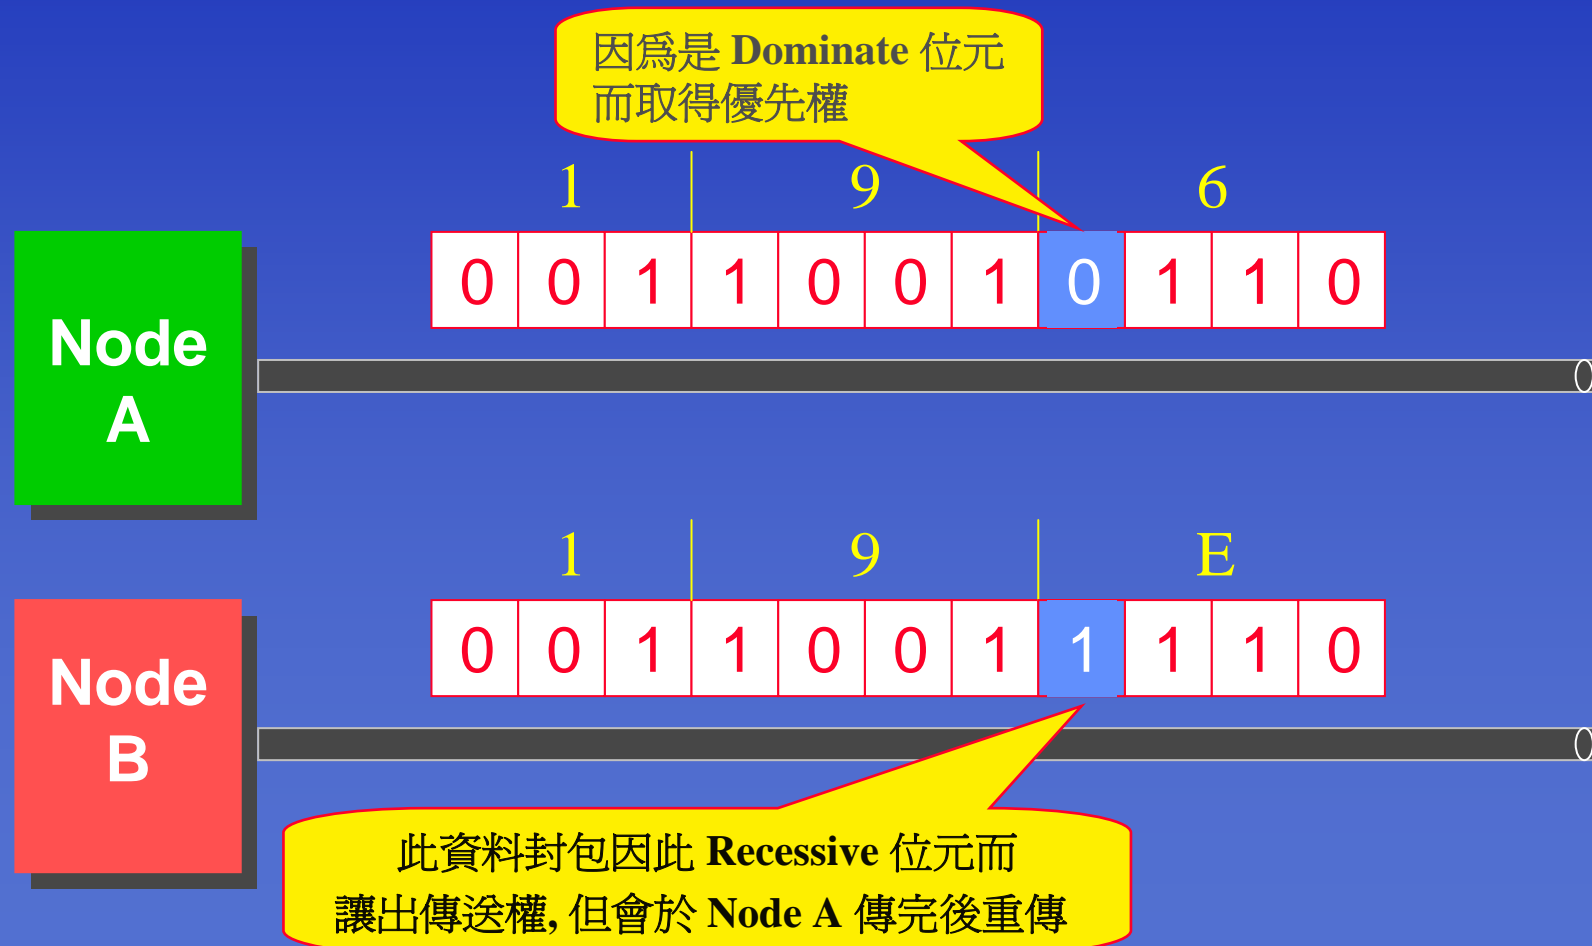 因為是 Dominate 位元
而取得優先權
1 9 6
0 0 1 1 0 0 1 0 1 1 0
Node
A
1 9 E
0 0 1 1 0 0 1 1 1 1 0
Node
B
此資料封包因此 Recessive 位元而
讓出傳送權, 但會於 Node A 傳完後重傳